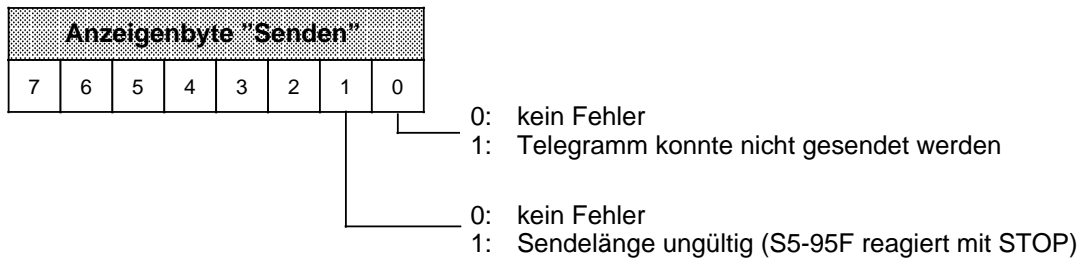 Anzeigenbyte ”Senden”
7 6 5 4 3 2 1 0
0: kein Fehler
1: Telegramm konnte nicht gesendet werden
0: kein Fehler
1: Sendelänge ungültig (S5-95F reagiert mit STOP)